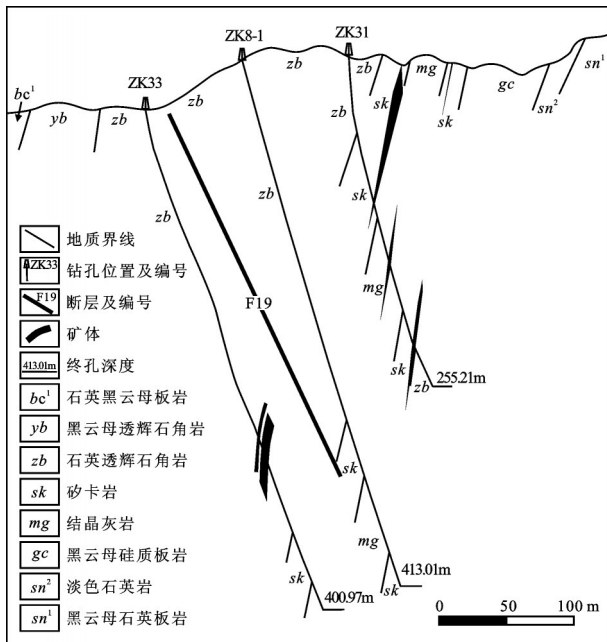 ZK8-1
ZK31
ZK33
zb
zb
mg
sn¹
bc¹
zb
sk
gc
sn²
yb
zb
zb
sk
zb
zb
sk
F19
mg
sk
zb
255.21m
sk
mg
sk
413.01m
sk
400.97m
地质界线
ZK33 钻孔位置及编号
F19 断层及编号
矿体
413.01m 终孔深度
bc¹ 石英黑云母板岩
yb 黑云母透辉石角岩
zb 石英透辉石角岩
sk 矽卡岩
mg 结晶灰岩
gc 黑云母硅质板岩
sn² 淡色石英岩
sn¹ 黑云母石英板岩
0 50 100 m